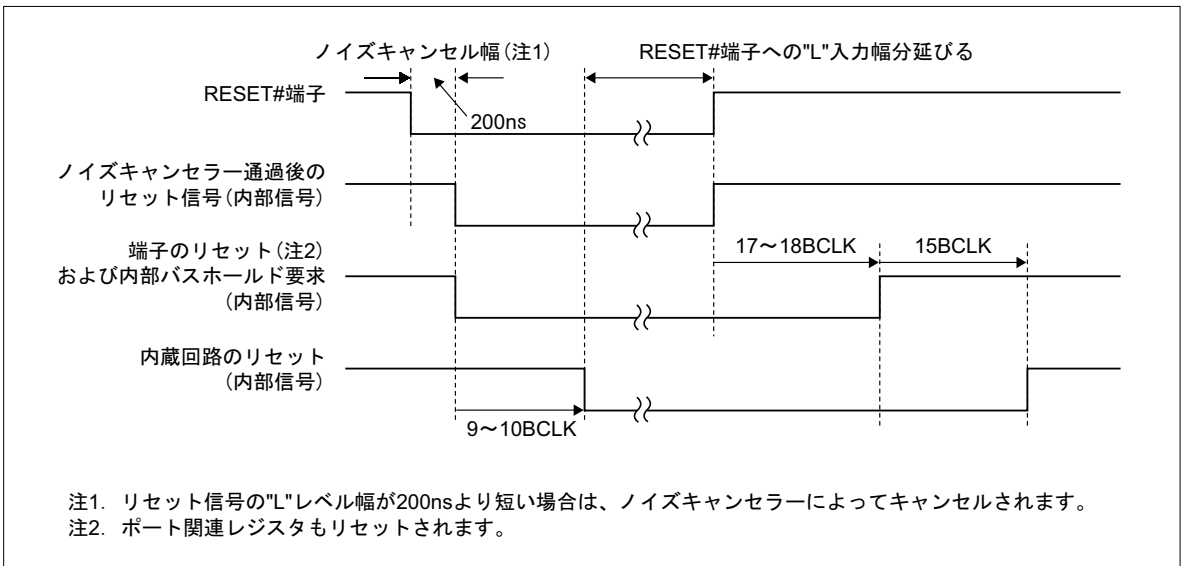 ノイズキャンセル幅(注1)
RESET#端子への"L"入力幅分延びる
RESET#端子
200ns
ノイズキャンセラー通過後の
リセット信号(内部信号)
端子のリセット(注2)
および内部バスホールド要求
(内部信号)
17～18BCLK
15BCLK
内蔵回路のリセット
(内部信号)
9～10BCLK
注1. リセット信号の"L"レベル幅が200nsより短い場合は、ノイズキャンセラーによってキャンセルされます。
注2. ポート関連レジスタもリセットされます。